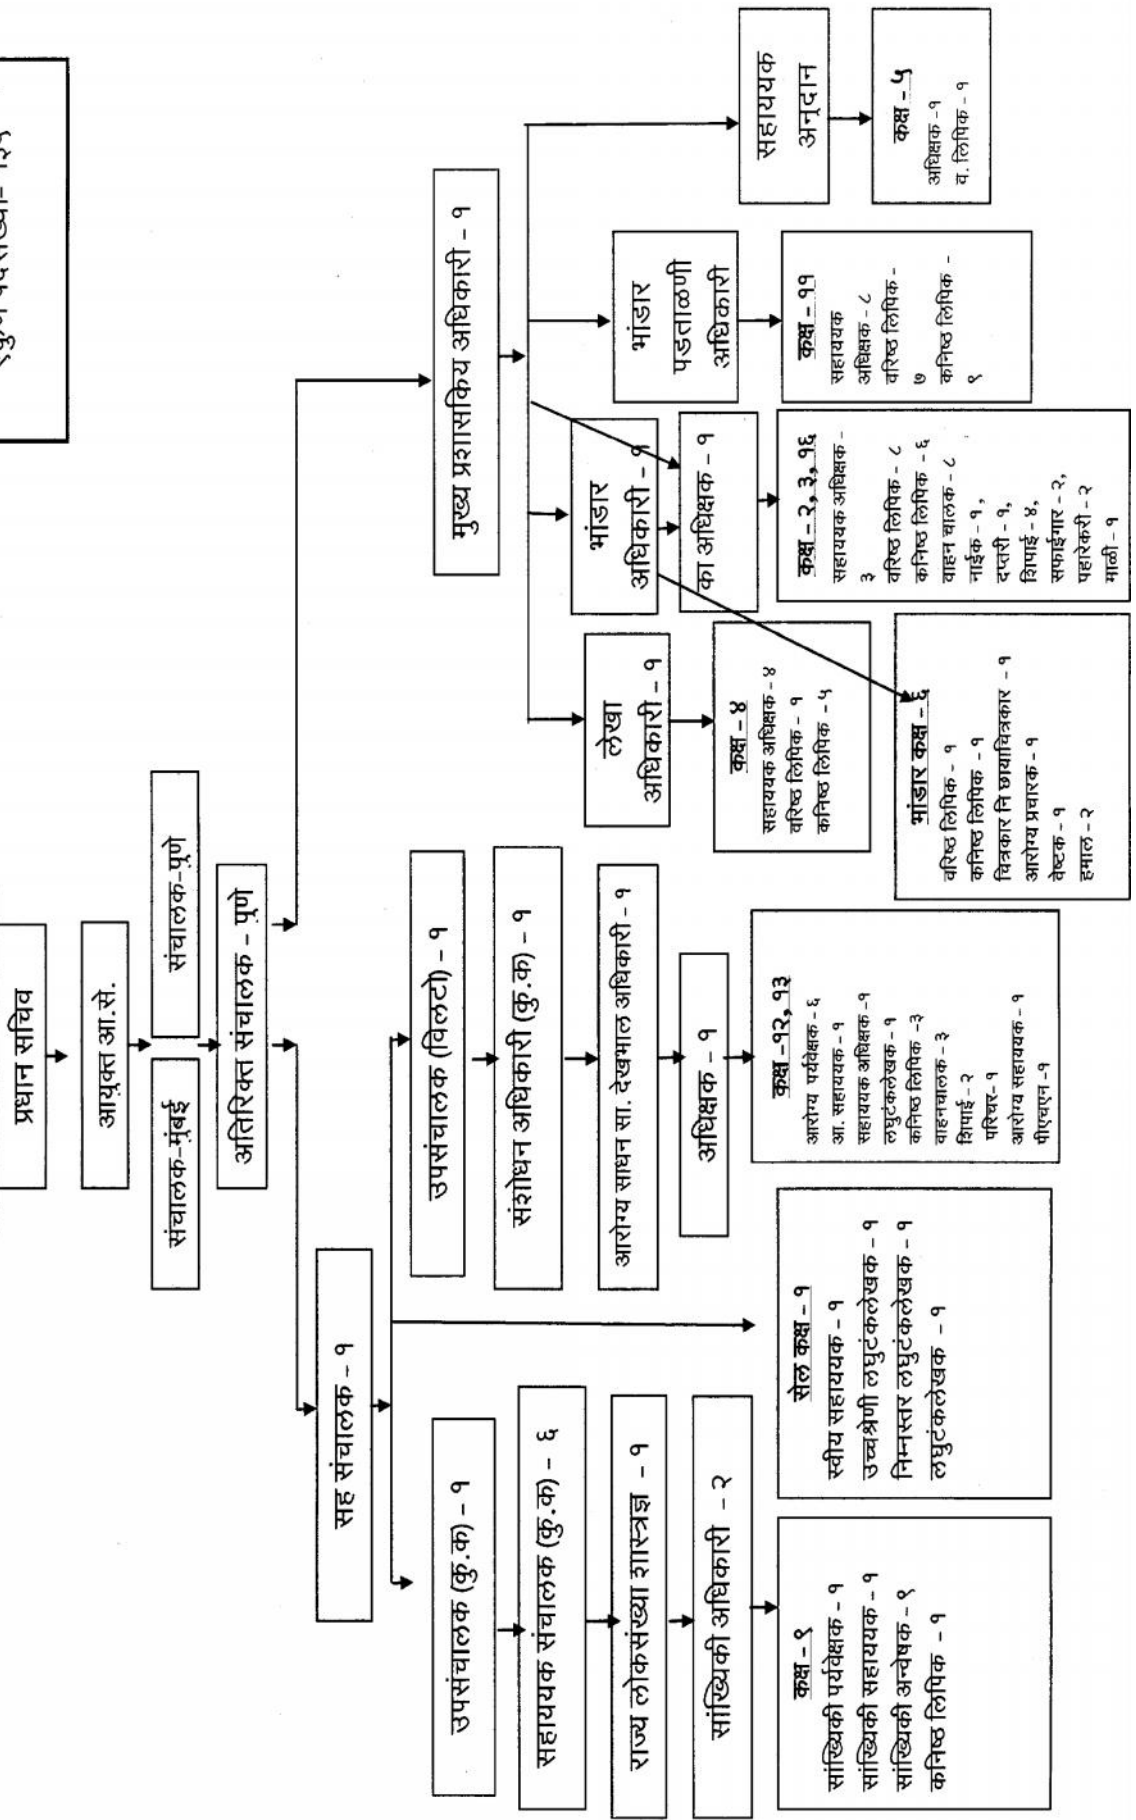 प्रधान सचिव
आयुक्त आ.से.
संचालक-मुंबई
संचालक-पुणे
अतिरिक्त संचालक - पुणे
सह संचालक - १
मुख्य प्रशासकिय अधिकारी - १
उपसंचालक (कु.क) - १
सहाय्यक संचालक (कु.क) - ६
राज्य लोकसंख्या शास्त्रज्ञ - १
सांख्यिकी अधिकारी - २
कक्ष - ९
सांख्यिकी पर्यवेक्षक - १
सांख्यिकी सहाय्यक - १
सांख्यिकी अन्वेषक - ९
कनिष्ठ लिपिक - १
सेल कक्ष - १
स्वीय सहाय्यक - १
उच्चश्रेणी लघुटंकलेखक - १
निम्नस्तर लघुटंकलेखक - १
लघुटंकलेखक - १
उपसंचालक (विलटो) - १
संशोधन अधिकारी (कु.क) - १
आरोग्य साधन सा. देखभाल अधिकारी - १
अधिक्षक - १
कक्ष -१२, १३
आरोग्य पर्यवेक्षक - ६
आ. सहाय्यक - १
सहाय्यक अधिक्षक -१
लघुटंकलेखक - १
कनिष्ठ लिपिक -३
वाहनचालक - ३
शिपाई - २
परिचर- १
आरोग्य सहाय्यक - १
पीएचएन -१
लेखा
अधिकारी - १
कक्ष - ४
सहाय्यक अधिक्षक - ४
वरिष्ठ लिपिक - १
कनिष्ठ लिपिक - ५
भांडार
अधिकारी - १
का अधिक्षक - १
कक्ष - २, ३, १६
सहाय्यक अधिक्षक -
३
वरिष्ठ लिपिक - ८
कनिष्ठ लिपिक - ६
वाहन चालक - ८
नाईक - १,
दप्तरी - १,
शिपाई - ४,
सफाईगार - २,
पहारेकरी - २
माळी - १
भांडार कक्ष - ६
वरिष्ठ लिपिक - १
कनिष्ठ लिपिक - १
चित्रकार नि छायाचित्रकार - १
आरोग्य प्रचारक - १
वेष्टक - १
हमाल - २
भांडार
पडताळणी
अधिकारी
कक्ष - ११
सहाय्यक
अधिक्षक - ८
वरिष्ठ लिपिक -
७
कनिष्ठ लिपिक -
९
सहाय्यक
अनुदान
कक्ष - ५
अधिक्षक -१
व. लिपिक - १